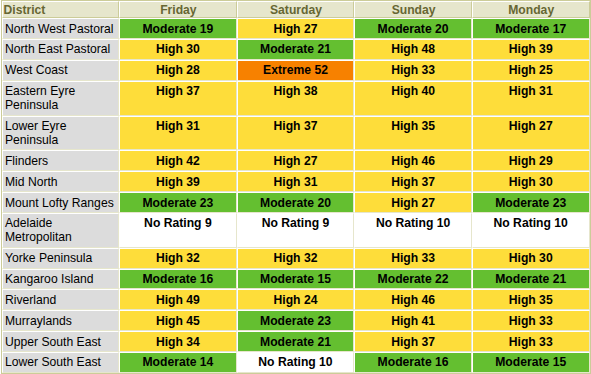 District Friday Saturday Sunday Monday
North West Pastoral Moderate 19 High 27 Moderate 20 Moderate 17
North East Pastoral High 30 Moderate 21 High 48 High 39
West Coast High 28 Extreme 52 High 33 High 25
Eastern Eyre High 37 High 38 High 40 High 31
Peninsula
Lower Eyre High 31 High 37 High 35 High 27
Peninsula
Flinders High 42 High 27 High 46 High 29
Mid North High 39 High 31 High 37 High 30
Mount Lofty Ranges Moderate 23 Moderate 20 High 27 Moderate 23
Adelaide No Rating 9 No Rating 9 No Rating 10 No Rating 10
Metropolitan
Yorke Peninsula High 32 High 32 High 33 High 30
Kangaroo Island Moderate 16 Moderate 15 Moderate 22 Moderate 21
Riverland High 49 High 24 High 46 High 35
Murraylands High 45 Moderate 23 High 41 High 33
Upper South East High 34 Moderate 21 High 37 High 33
Lower South East Moderate 14 No Rating 10 Moderate 16 Moderate 15